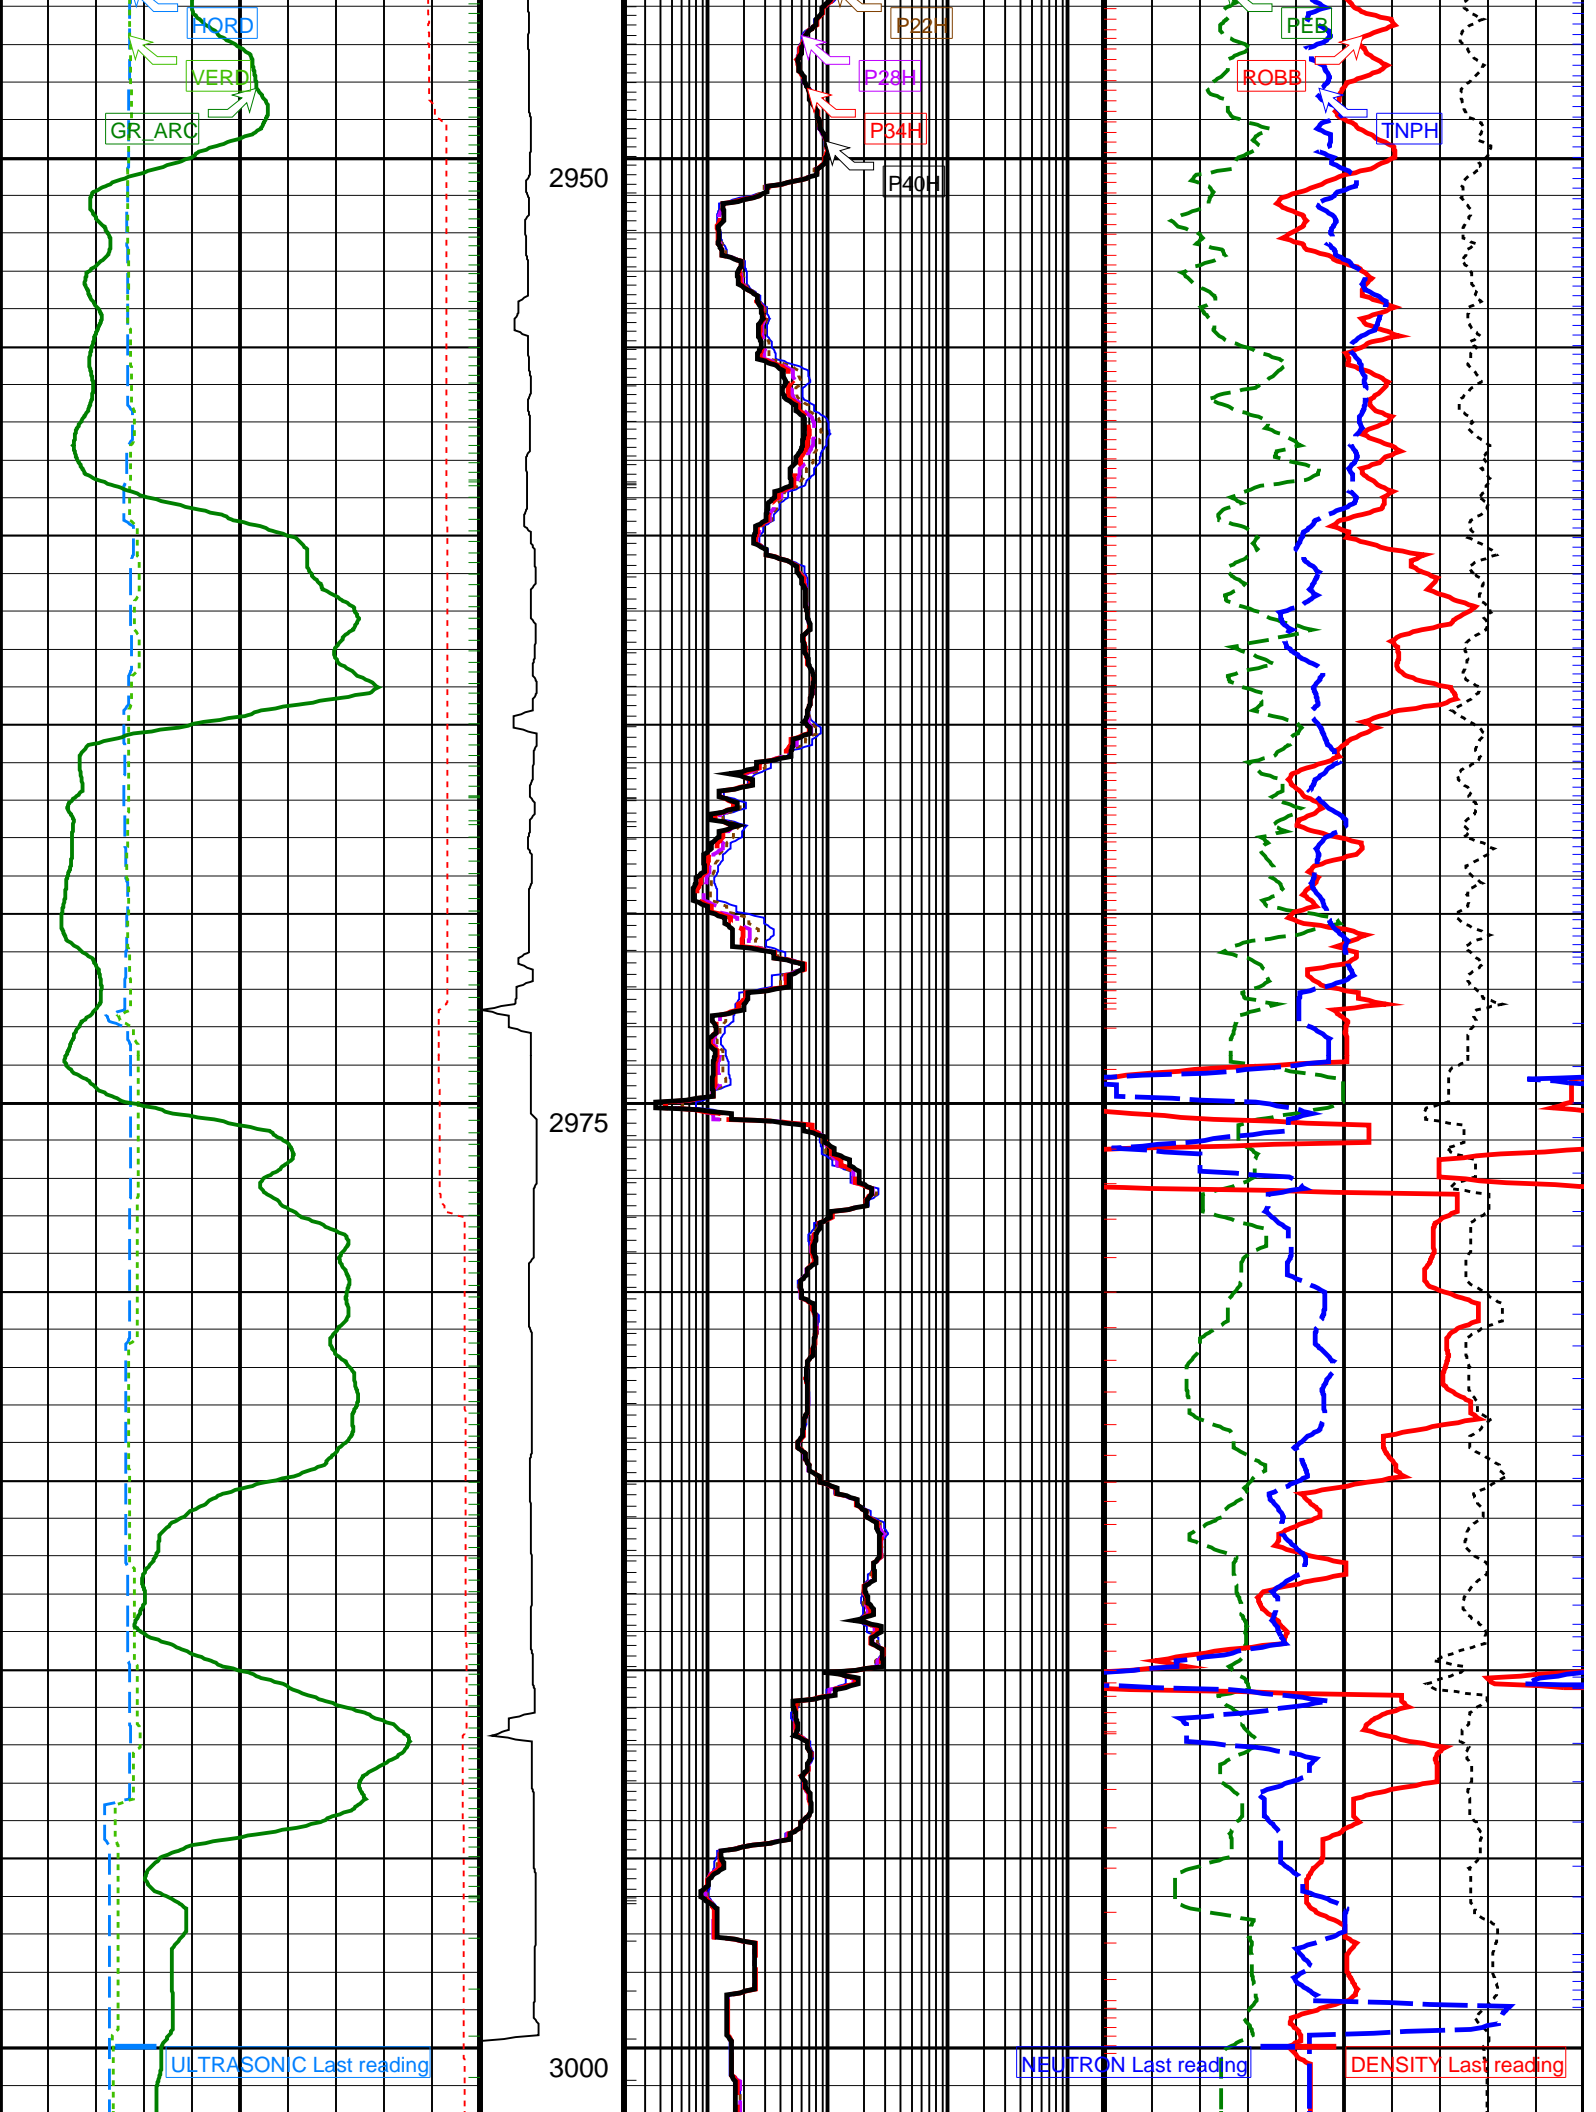 HORD
P22H
PEB
VERD
P28H
ROBB
GR_ARC
P34H
TNPH
2950
P40H
2975
ULTRASONIC Last reading
3000
NEUTRON Last reading
DENSITY Last reading